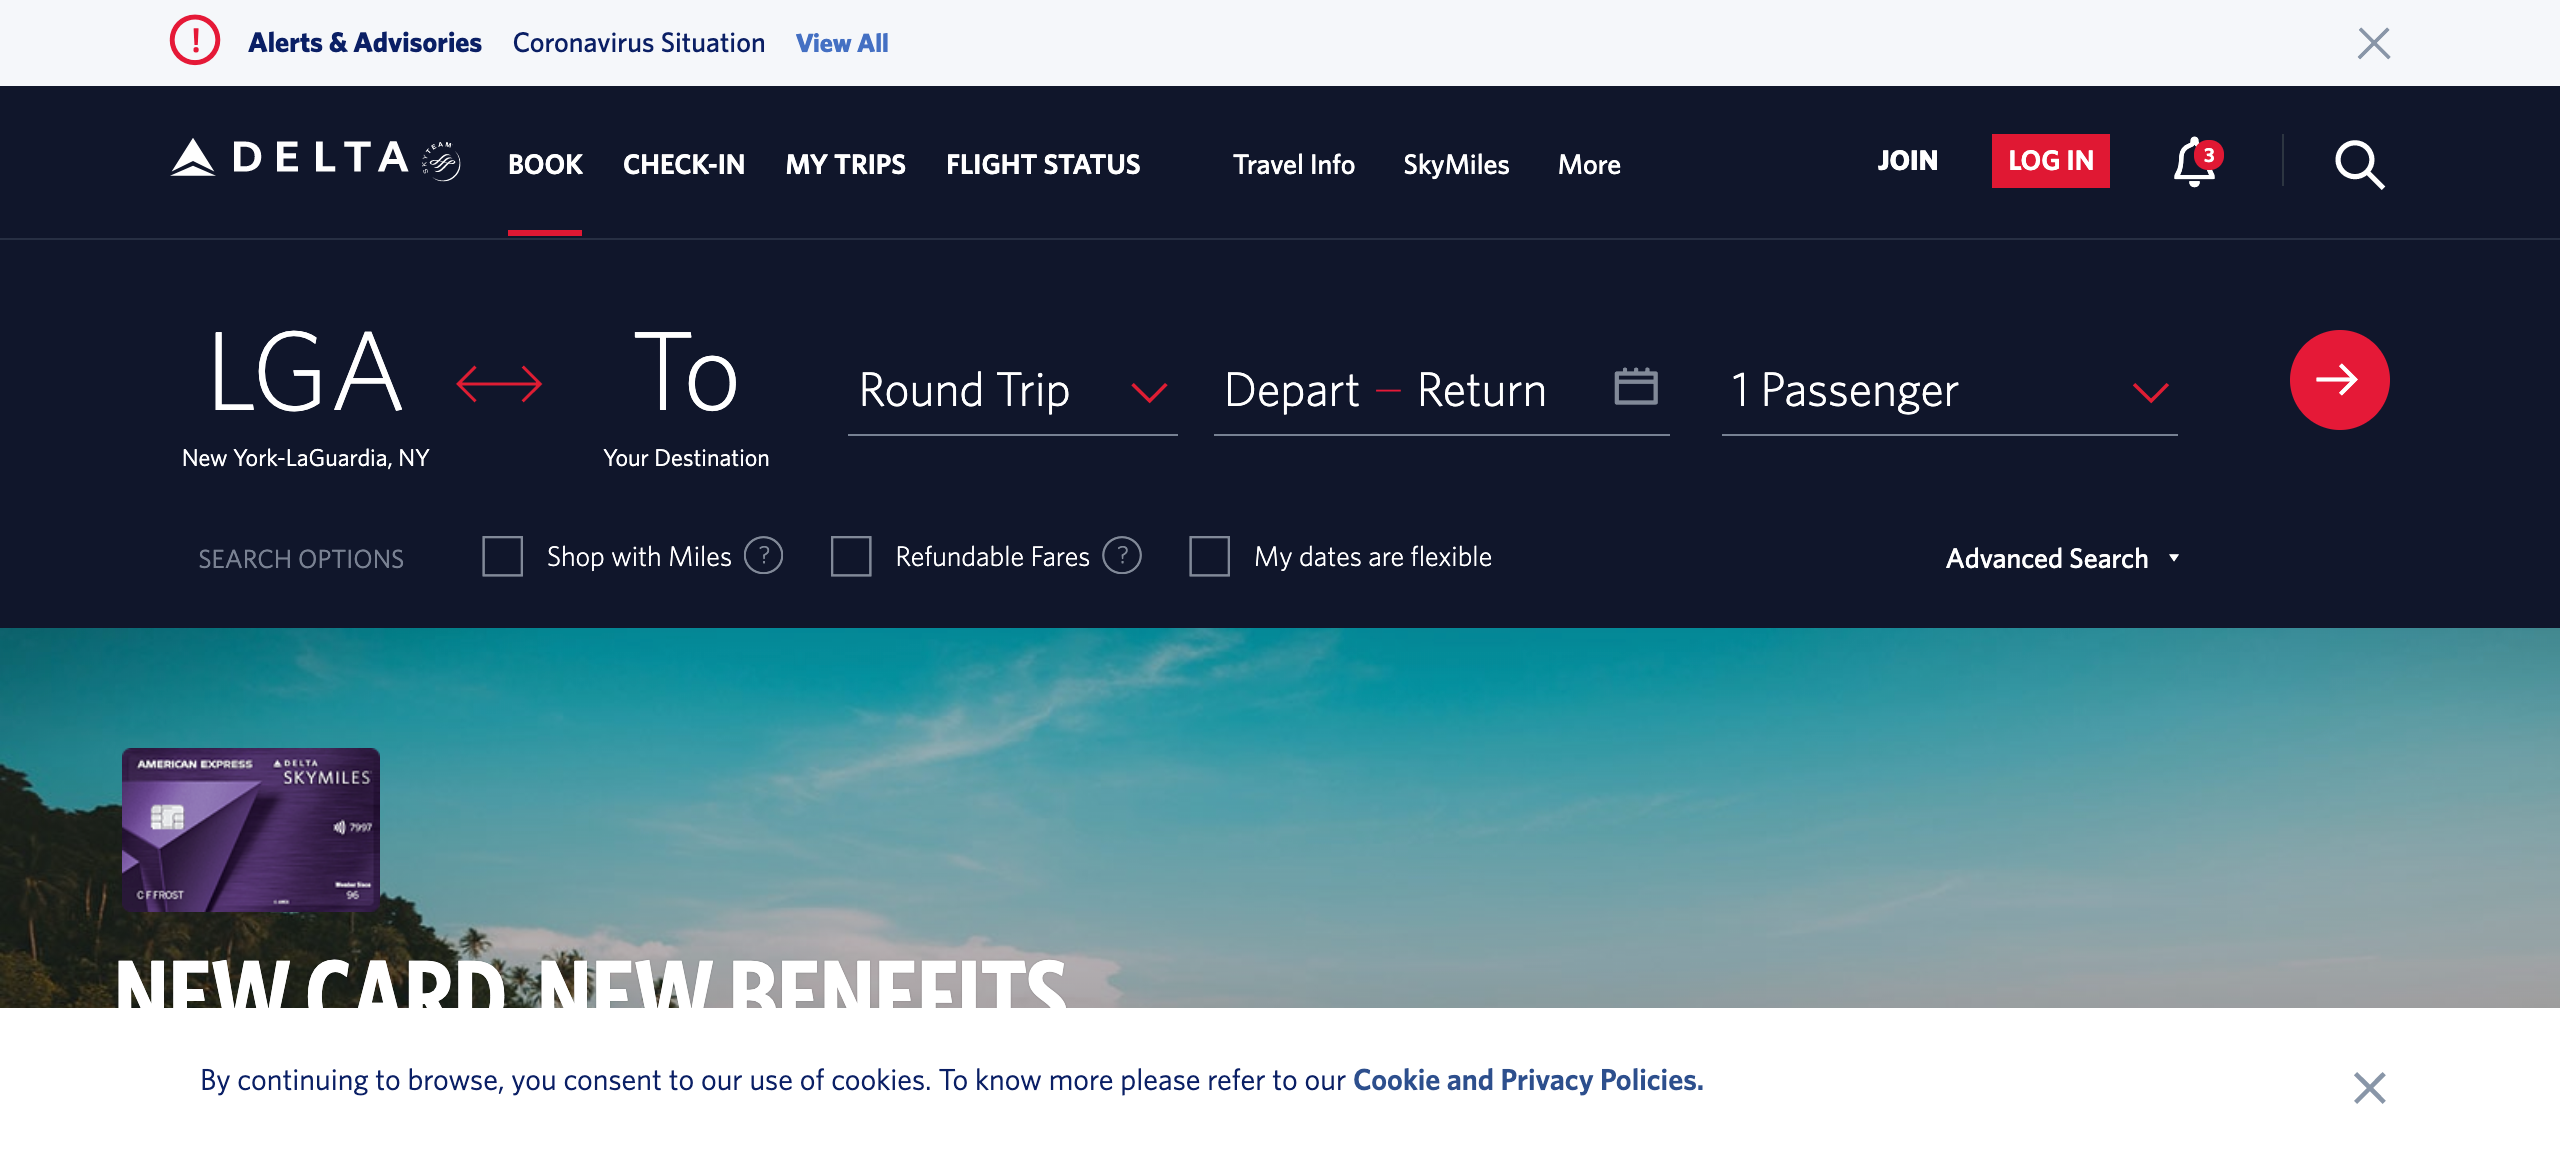 Alerts & Advisories Coronavirus Situation View All
DELTA SKYTEAM BOOK CHECK-IN MY TRIPS FLIGHT STATUS Travel Info SkyMiles More JOIN LOG IN 3
LGA To Round Trip Depart – Return 1 Passenger
New York-LaGuardia, NY Your Destination
SEARCH OPTIONS Shop with Miles ? Refundable Fares ? My dates are flexible Advanced Search
AMERICAN EXPRESS DELTA
SKYMILES
7997
Member Since
C F FROST 96
NEW CARD. NEW BENEFITS
By continuing to browse, you consent to our use of cookies. To know more please refer to our Cookie and Privacy Policies.